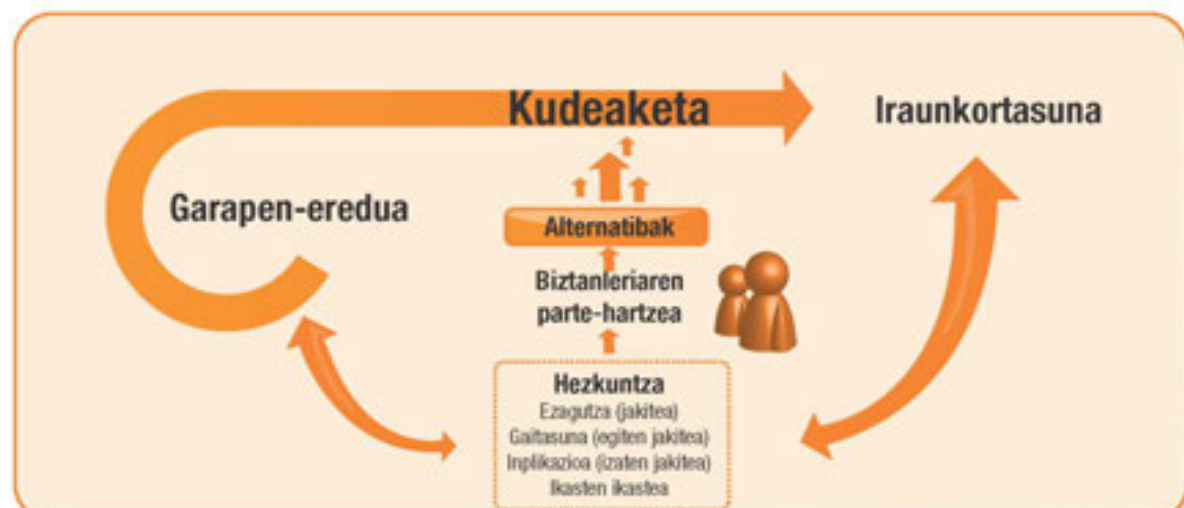 Kudeaketa
Iraunkortasuna
Garapen-eredua
Alternatibak
Biztanleriaren
parte-hartzea
Hezkuntza
Ezagutza (jakitea)
Gaitasuna (egiten jakitea)
Inplikazioa (izaten jakitea)
Ikasten ikastea